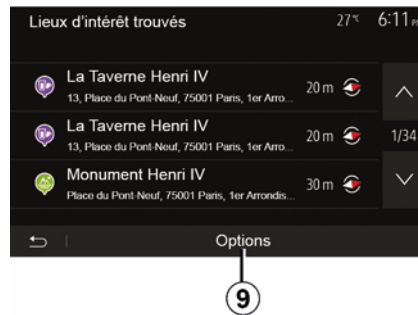 Lieux d'intérêt trouvés 27°C 6:11 PM
La Taverne Henri IV
13, Place du Pont-Neuf, 75001 Paris, 1er Arro... 20 m
La Taverne Henri IV
13, Place du Pont-Neuf, 75001 Paris, 1er Arro... 20 m
1/34
Monument Henri IV
Place du Pont-Neuf, 75001 Paris, 1er Arrondis... 30 m
Options
9